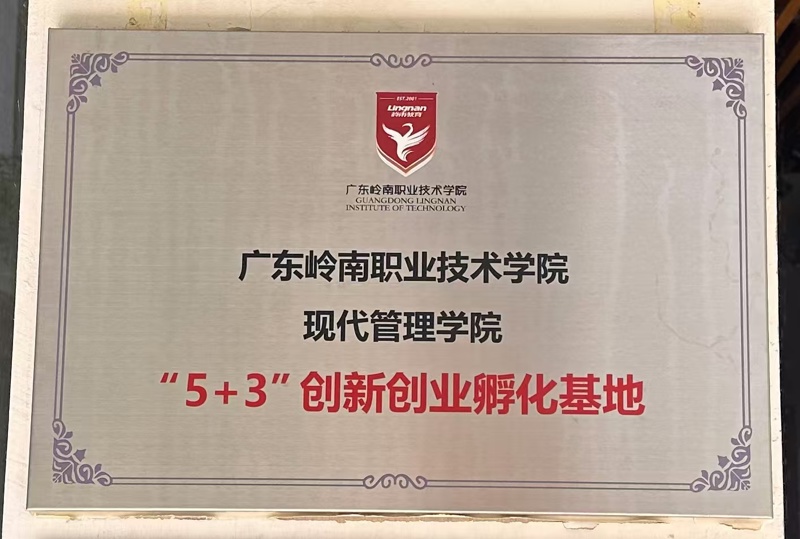 EST.2001
Lingnan
岭南教育
广东岭南职业技术学院
GUANGDONG LINGNAN
INSTITUTE OF TECHNOLOGY
广东岭南职业技术学院
现代管理学院
“5+3”创新创业孵化基地